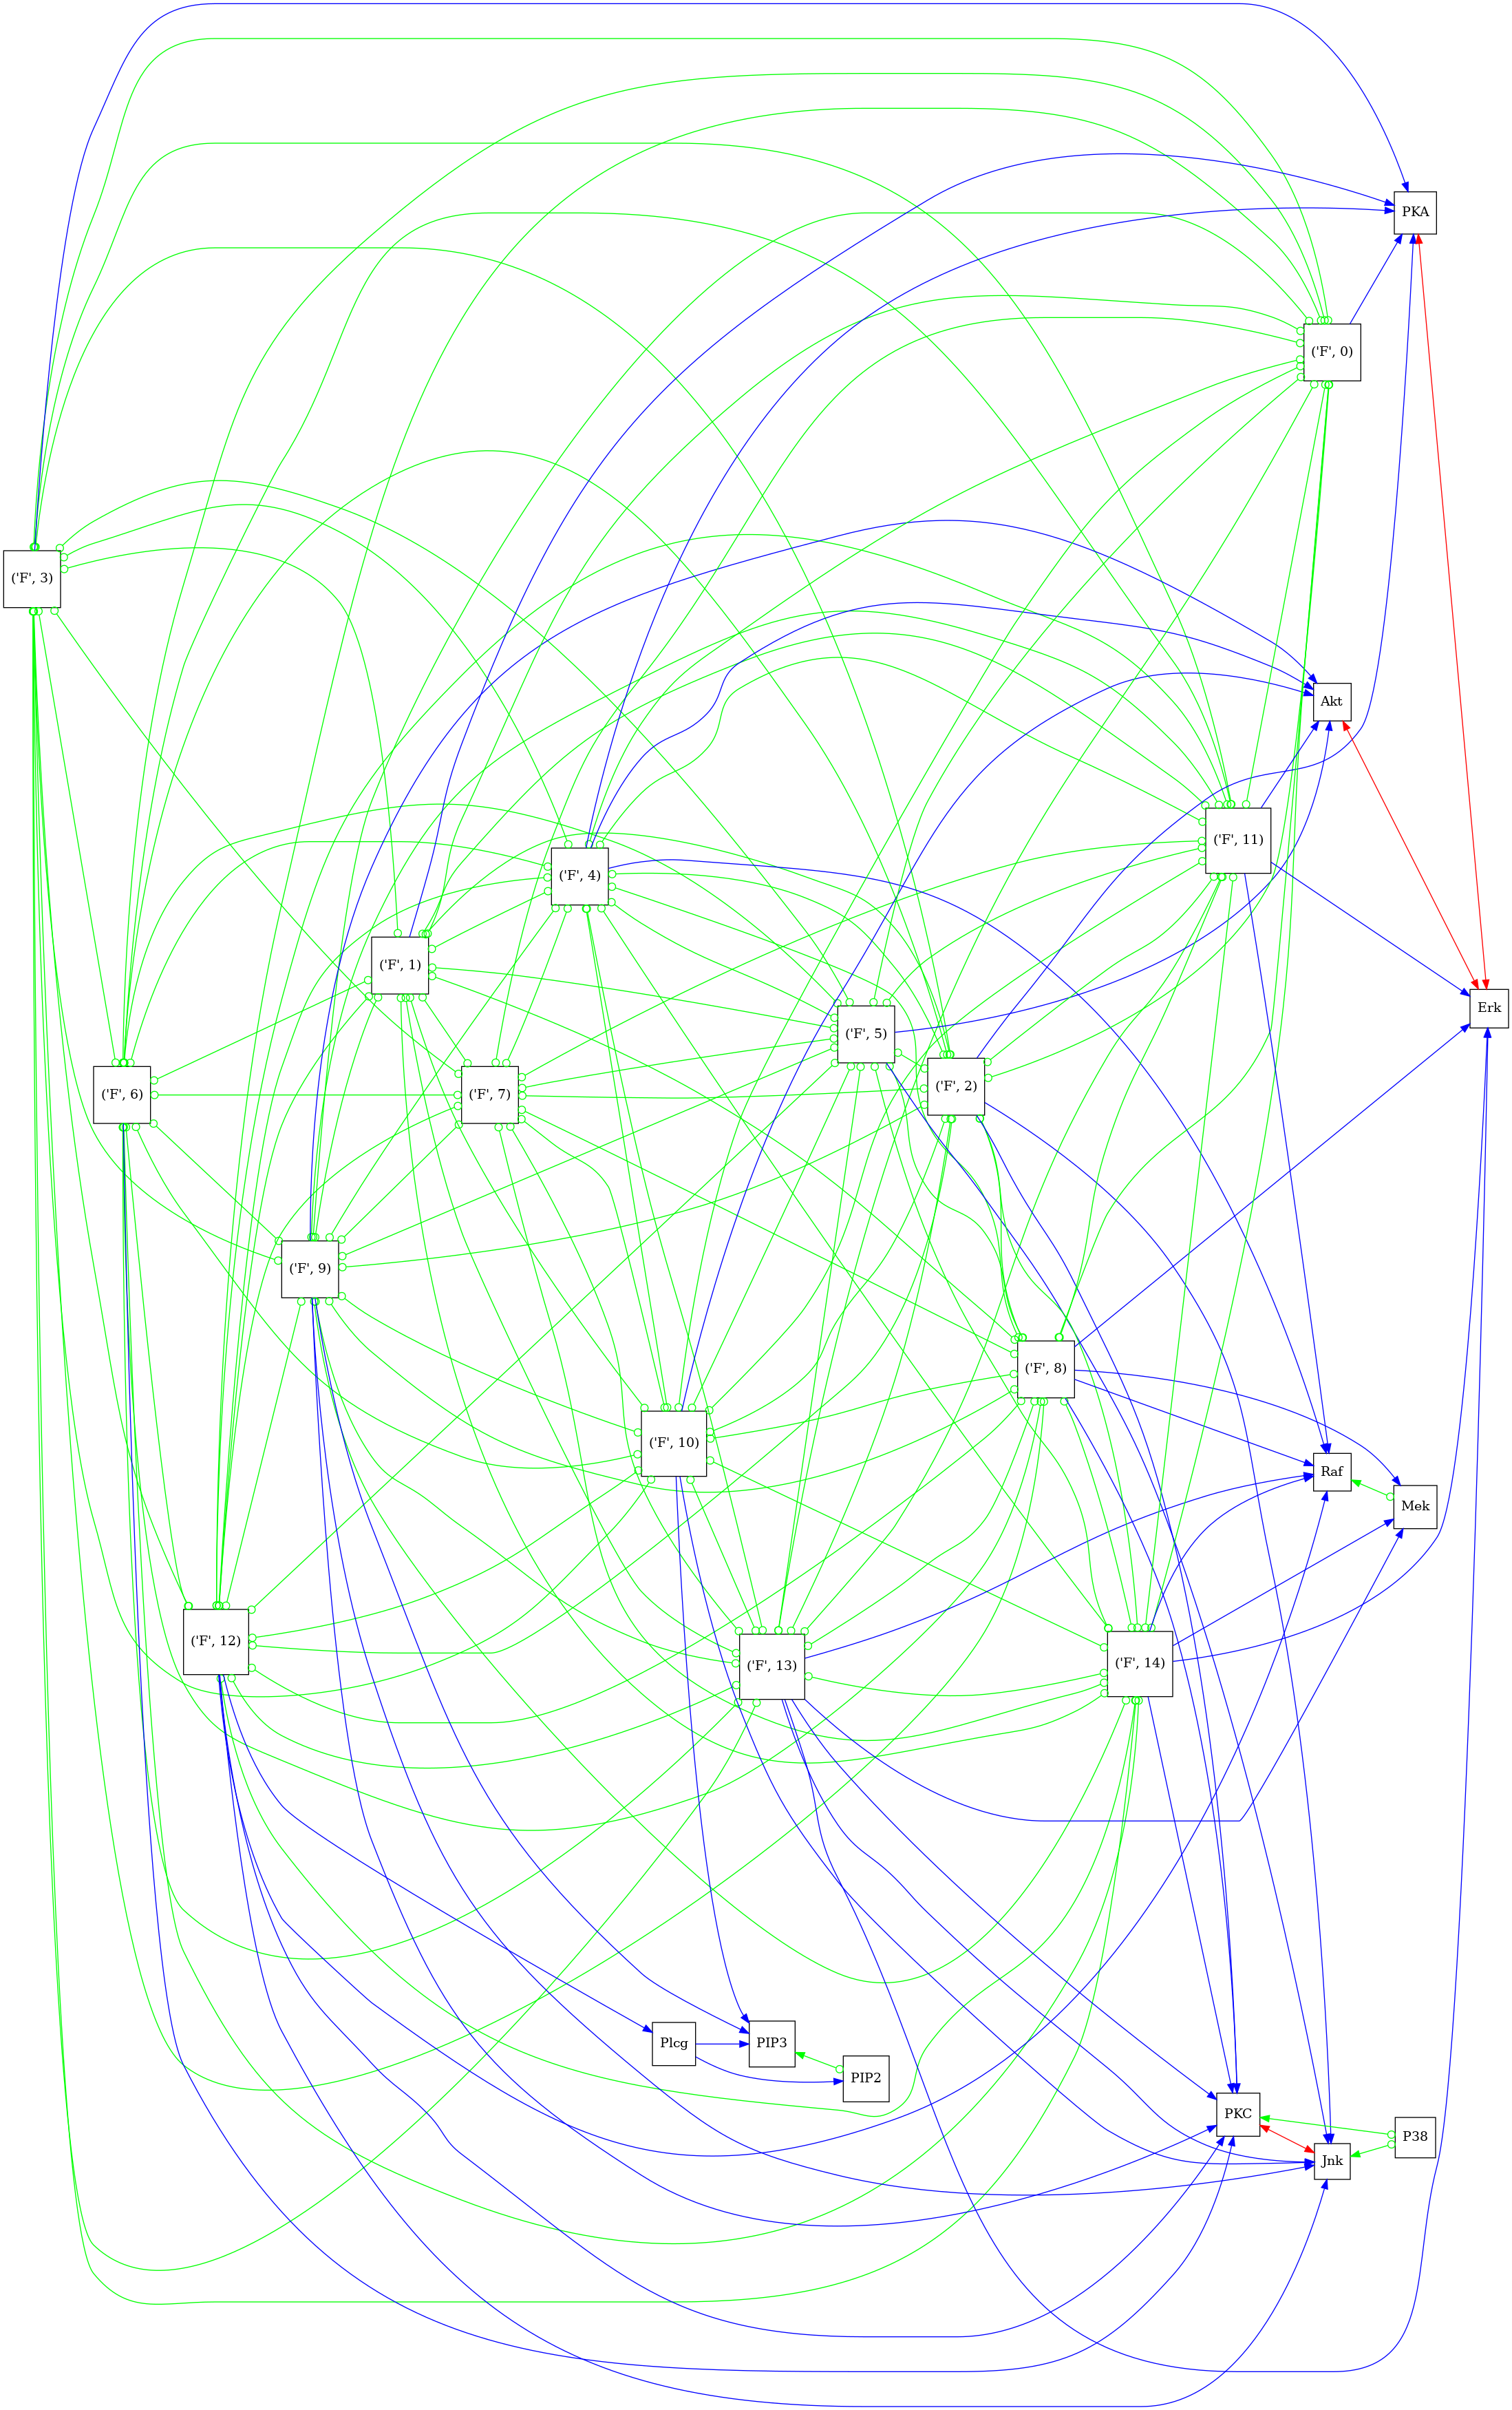 PKA
('F', 0)
('F', 3)
Akt
('F', 11)
('F', 4)
('F', 1)
Erk
('F', 5)
('F', 2)
('F', 6)
('F', 7)
('F', 9)
('F', 8)
('F', 10)
Raf
Mek
('F', 12)
('F', 13)
('F', 14)
Plcg
PIP3
PIP2
PKC
P38
Jnk